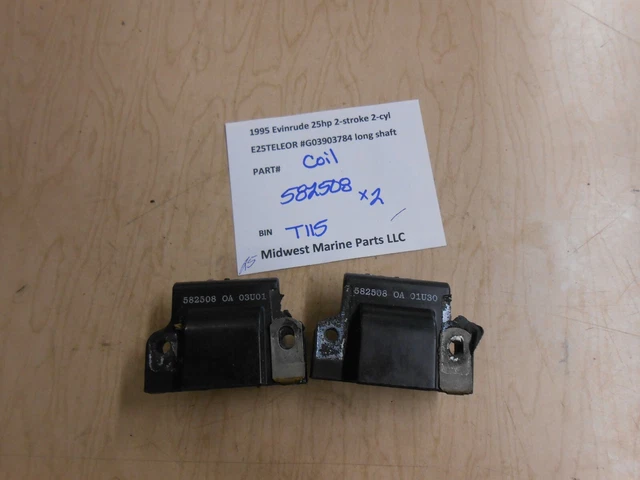 1995 Evinrude 25hp 2-stroke 2-cyl
E25TELEOR #G03903784 long shaft
PART# Coil
582508 x2
BIN T115
Midwest Marine Parts LLC
582508 0A 03U01
582508 0A 01U30